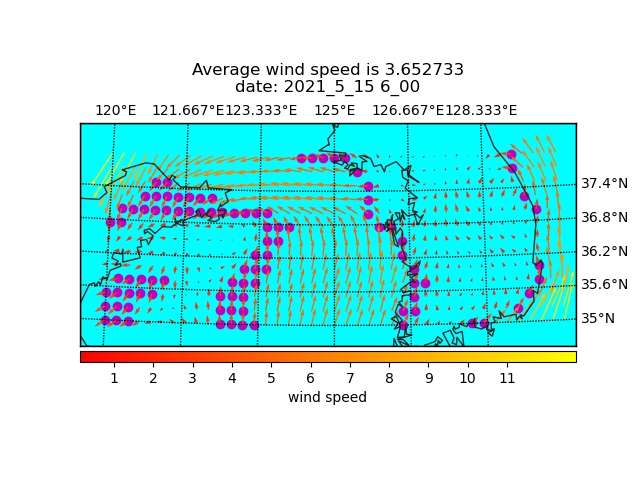 Average wind speed is 3.652733
date: 2021_5_15 6_00
120°E 121.667°E 123.333°E 125°E 126.667°E 128.333°E
37.4°N
36.8°N
36.2°N
35.6°N
35°N
1 2 3 4 5 6 7 8 9 10 11
wind speed